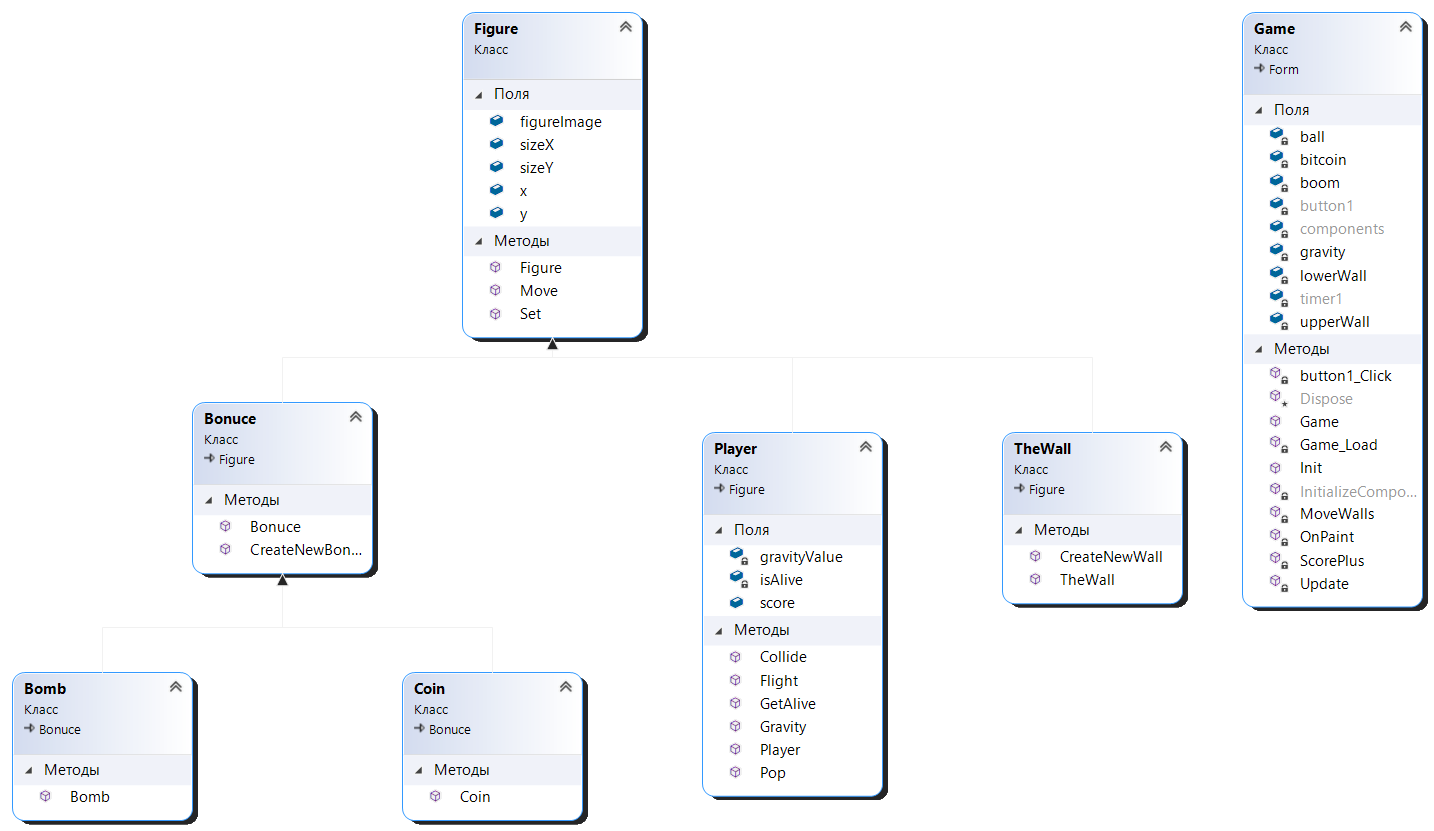 Figure
Класс
Поля
figureImage
sizeX
sizeY
x
y
Методы
Figure
Move
Set
Game
Класс
Form
Поля
ball
bitcoin
boom
button1
components
gravity
lowerWall
timer1
upperWall
Методы
button1_Click
Dispose
Game
Game_Load
Init
InitializeCompo...
MoveWalls
OnPaint
ScorePlus
Update
Bonuce
Класс
Figure
Методы
Bonuce
CreateNewBon...
Player
Класс
Figure
Поля
gravityValue
isAlive
score
Методы
Collide
Flight
GetAlive
Gravity
Player
Pop
TheWall
Класс
Figure
Методы
CreateNewWall
TheWall
Bomb
Класс
Bonuce
Методы
Bomb
Coin
Класс
Bonuce
Методы
Coin